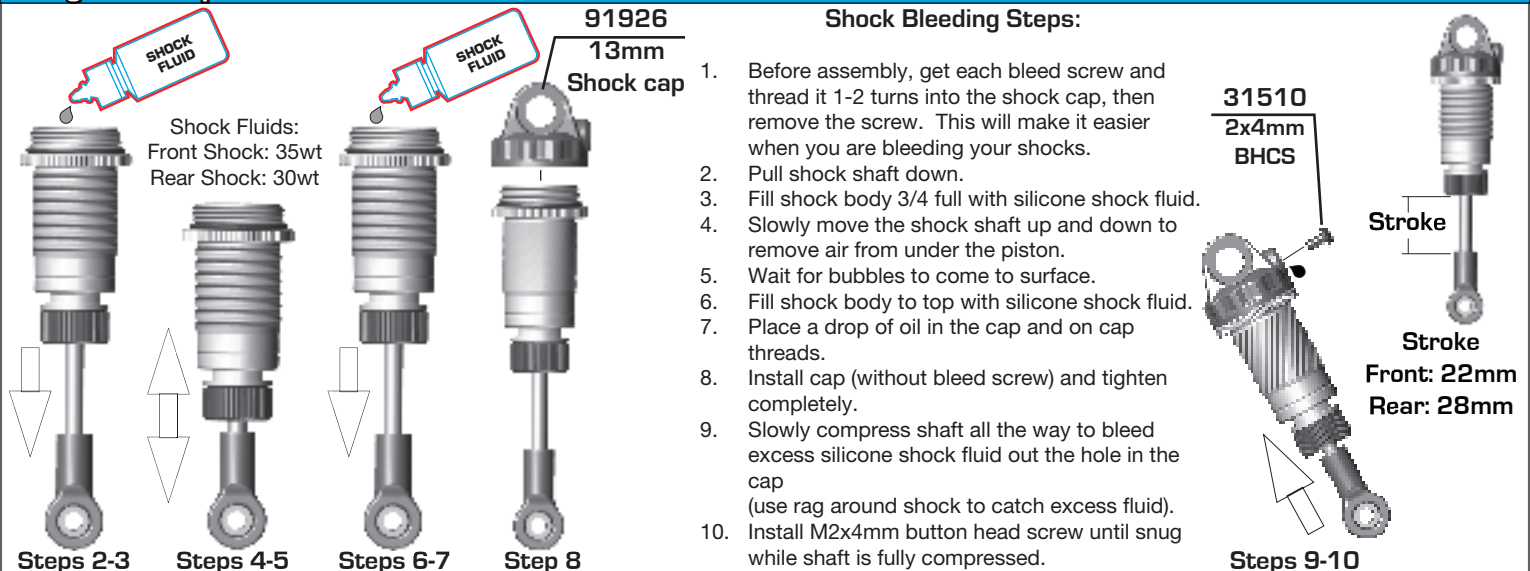 SHOCK
FLUID
Shock Fluids:
Front Shock: 35wt
Rear Shock: 30wt
SHOCK
FLUID
91926
13mm
Shock cap
Steps 2-3
Steps 4-5
Steps 6-7
Step 8
Shock Bleeding Steps:
1. Before assembly, get each bleed screw and
thread it 1-2 turns into the shock cap, then
remove the screw. This will make it easier
when you are bleeding your shocks.
2. Pull shock shaft down.
3. Fill shock body 3/4 full with silicone shock fluid.
4. Slowly move the shock shaft up and down to
remove air from under the piston.
5. Wait for bubbles to come to surface.
6. Fill shock body to top with silicone shock fluid.
7. Place a drop of oil in the cap and on cap
threads.
8. Install cap (without bleed screw) and tighten
completely.
9. Slowly compress shaft all the way to bleed
excess silicone shock fluid out the hole in the
cap
(use rag around shock to catch excess fluid).
10. Install M2x4mm button head screw until snug
while shaft is fully compressed.
31510
2x4mm
BHCS
Steps 9-10
Stroke
Stroke
Front: 22mm
Rear: 28mm